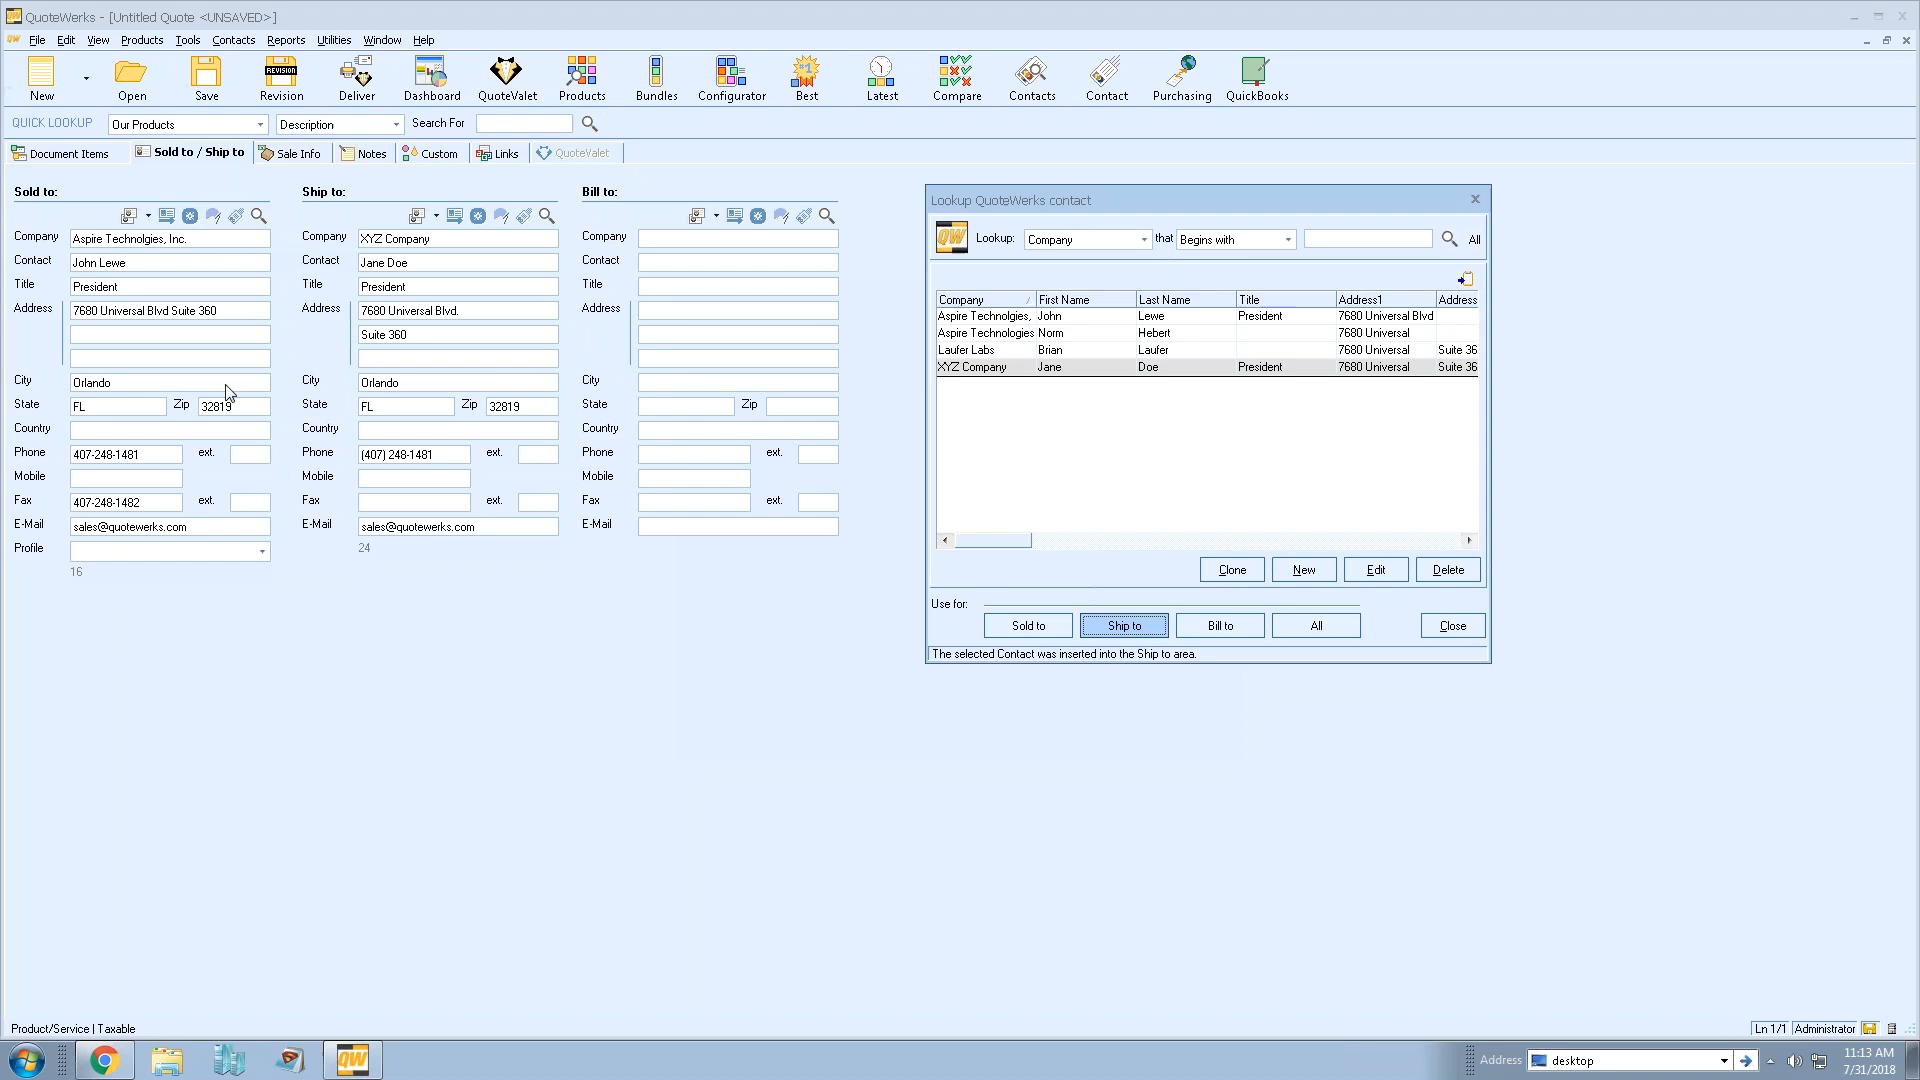 QuoteWerks - [Untitled Quote <UNSAVED>]
QW File Edit View Products Tools Contacts Reports Utilities Window Help
REVISION #1
New Open Save Revision Deliver Dashboard QuoteValet Products Bundles Configurator Best Latest Compare Contacts Contact Purchasing QuickBooks
QUICK LOOKUP Our Products Description Search For
Document Items Sold to / Ship to Sale Info Notes Custom Links QuoteValet
Sold to:
Company Aspire Technolgies, Inc.
Contact John Lewe
Title President
Address 7680 Universal Blvd Suite 360
City Orlando
State FL Zip 32819
Country
Phone 407-248-1481 ext.
Mobile
Fax 407-248-1482 ext.
E-Mail sales@quotewerks.com
Profile
16
Ship to:
Company XYZ Company
Contact Jane Doe
Title President
Address 7680 Universal Blvd.
Suite 360
City Orlando
State FL Zip 32819
Country
Phone (407) 248-1481 ext.
Mobile
Fax ext.
E-Mail sales@quotewerks.com
24
Bill to:
Company
Contact
Title
Address
City
State Zip
Country
Phone ext.
Mobile
Fax ext.
E-Mail
Lookup QuoteWerks contact
QW Lookup: Company that Begins with All
Company First Name Last Name Title Address1 Address
Aspire Technolgies, John Lewe President 7680 Universal Blvd
Aspire Technologies Norm Hebert 7680 Universal
Laufer Labs Brian Laufer 7680 Universal Suite 36
XYZ Company Jane Doe President 7680 Universal Suite 36
Clone New Edit Delete
Use for:
Sold to Ship to Bill to All Close
The selected Contact was inserted into the Ship to area.
Product/Service | Taxable Ln 1/1 Administrator
QW Address desktop 11:13 AM
7/31/2018